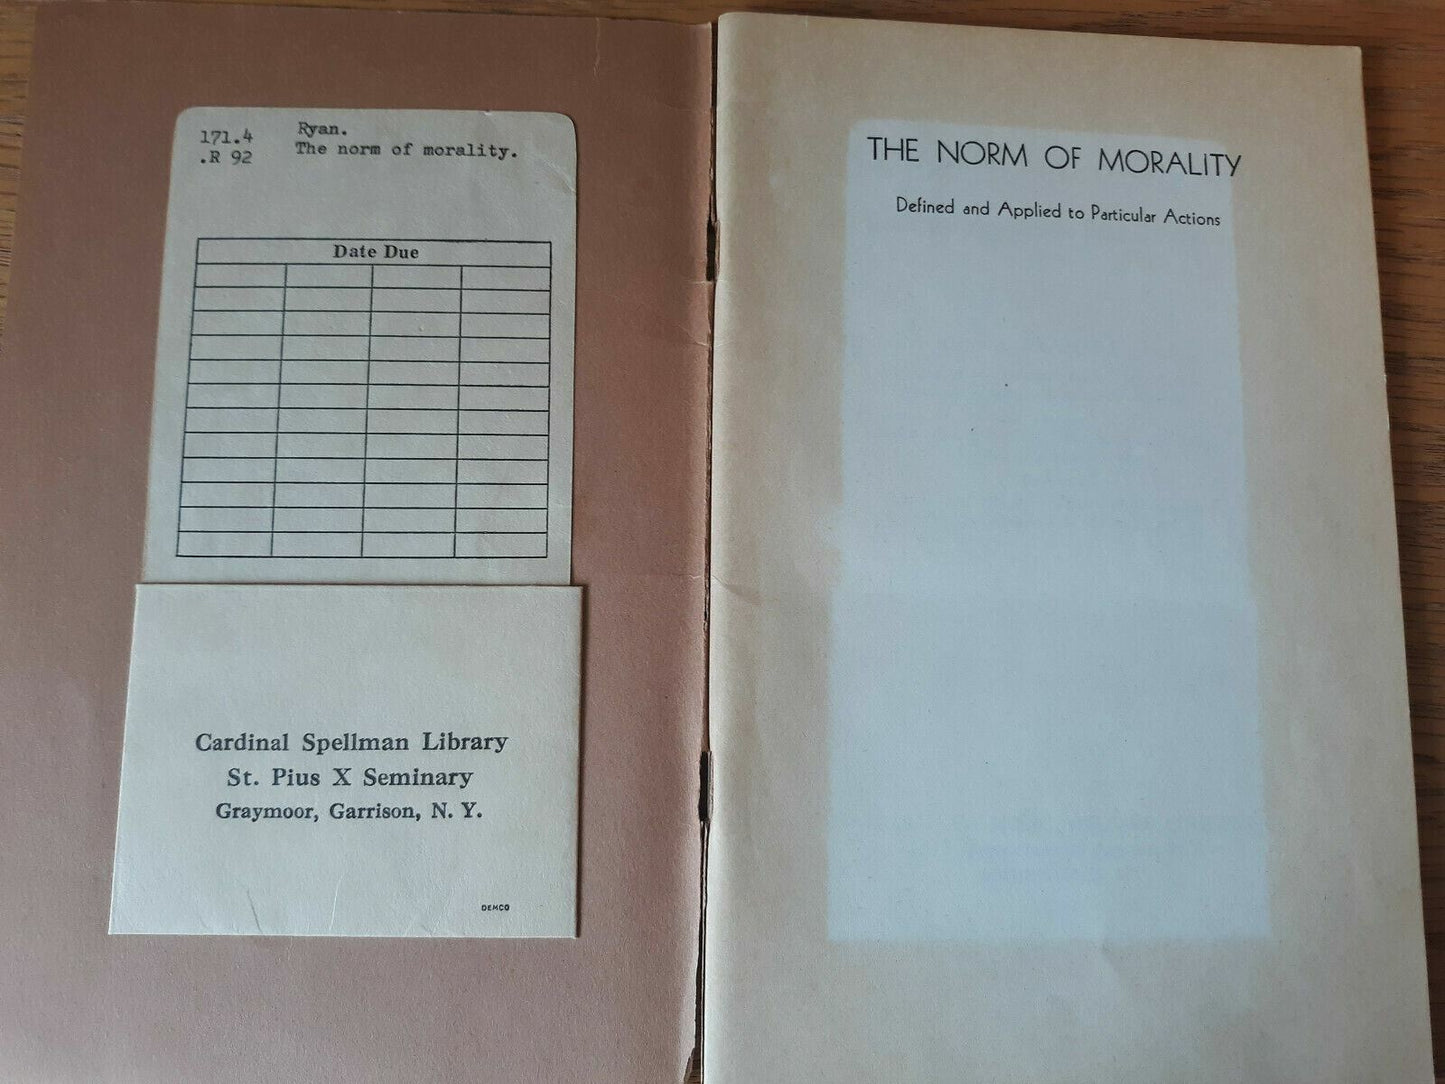 171.4 Ryan.
.R 92 The norm of morality.
Date Due
Cardinal Spellman Library
St. Pius X Seminary
Graymoor, Garrison, N. Y.
DEMCO
THE NORM OF MORALITY
Defined and Applied to Particular Actions